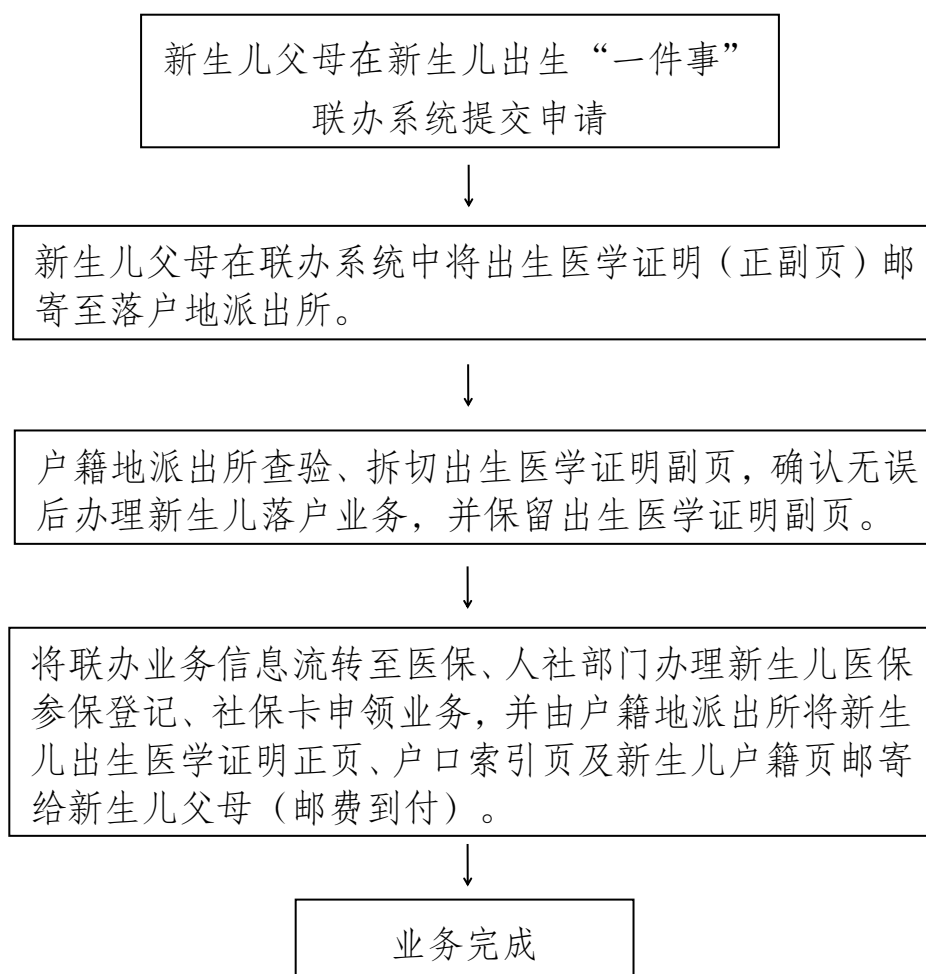 新生儿父母在新生儿出生“一件事”
联办系统提交申请
新生儿父母在联办系统中将出生医学证明（正副页）邮
寄至落户地派出所。
户籍地派出所查验、拆切出生医学证明副页，确认无误
后办理新生儿落户业务，并保留出生医学证明副页。
将联办业务信息流转至医保、人社部门办理新生儿医保
参保登记、社保卡申领业务，并由户籍地派出所将新生
儿出生医学证明正页、户口索引页及新生儿户籍页邮寄
给新生儿父母（邮费到付）。
业务完成